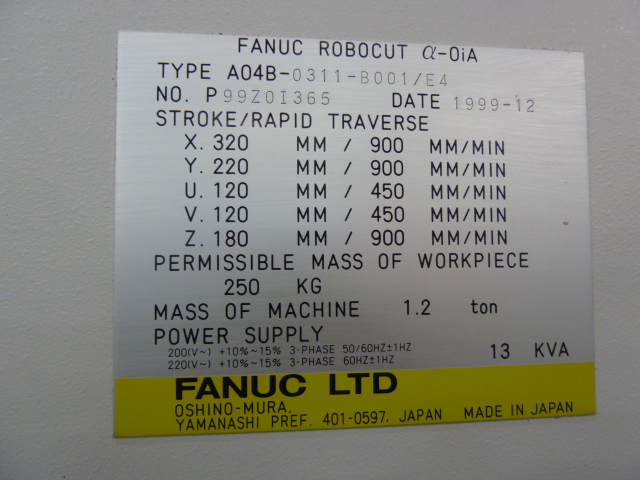 FANUC ROBOCUT α-0iA
TYPE A04B-0311-B001/E4
NO. P99Z0I365 DATE 1999-12
STROKE/RAPID TRAVERSE
X. 320 MM / 900 MM/MIN
Y. 220 MM / 900 MM/MIN
U. 120 MM / 450 MM/MIN
V. 120 MM / 450 MM/MIN
Z. 180 MM / 900 MM/MIN
PERMISSIBLE MASS OF WORKPIECE
250 KG
MASS OF MACHINE 1.2 ton
POWER SUPPLY
200(V~) +10%~15% 3-PHASE 50/60HZ±1HZ
220(V~) +10%~15% 3-PHASE 60HZ±1HZ 13 KVA
FANUC LTD
OSHINO-MURA,
YAMANASHI PREF. 401-0597. JAPAN MADE IN JAPAN